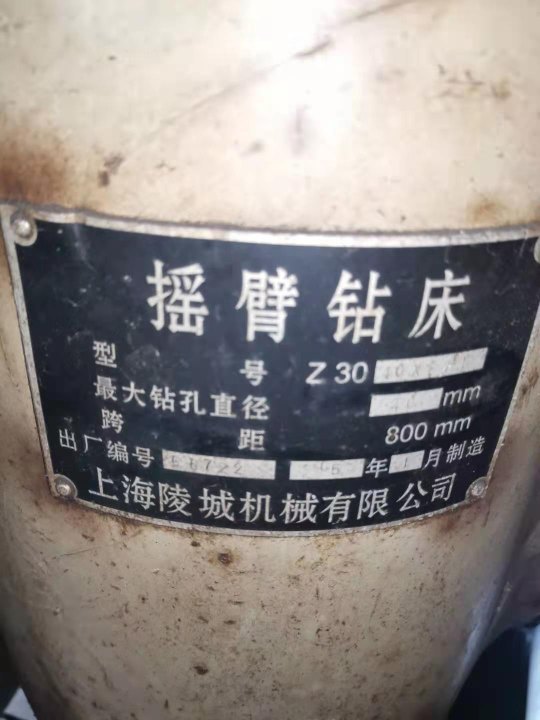 摇臂钻床
型号 Z 30
最大钻孔直径 mm
跨距 800 mm
出厂编号 年 月制造
上海陵城机械有限公司